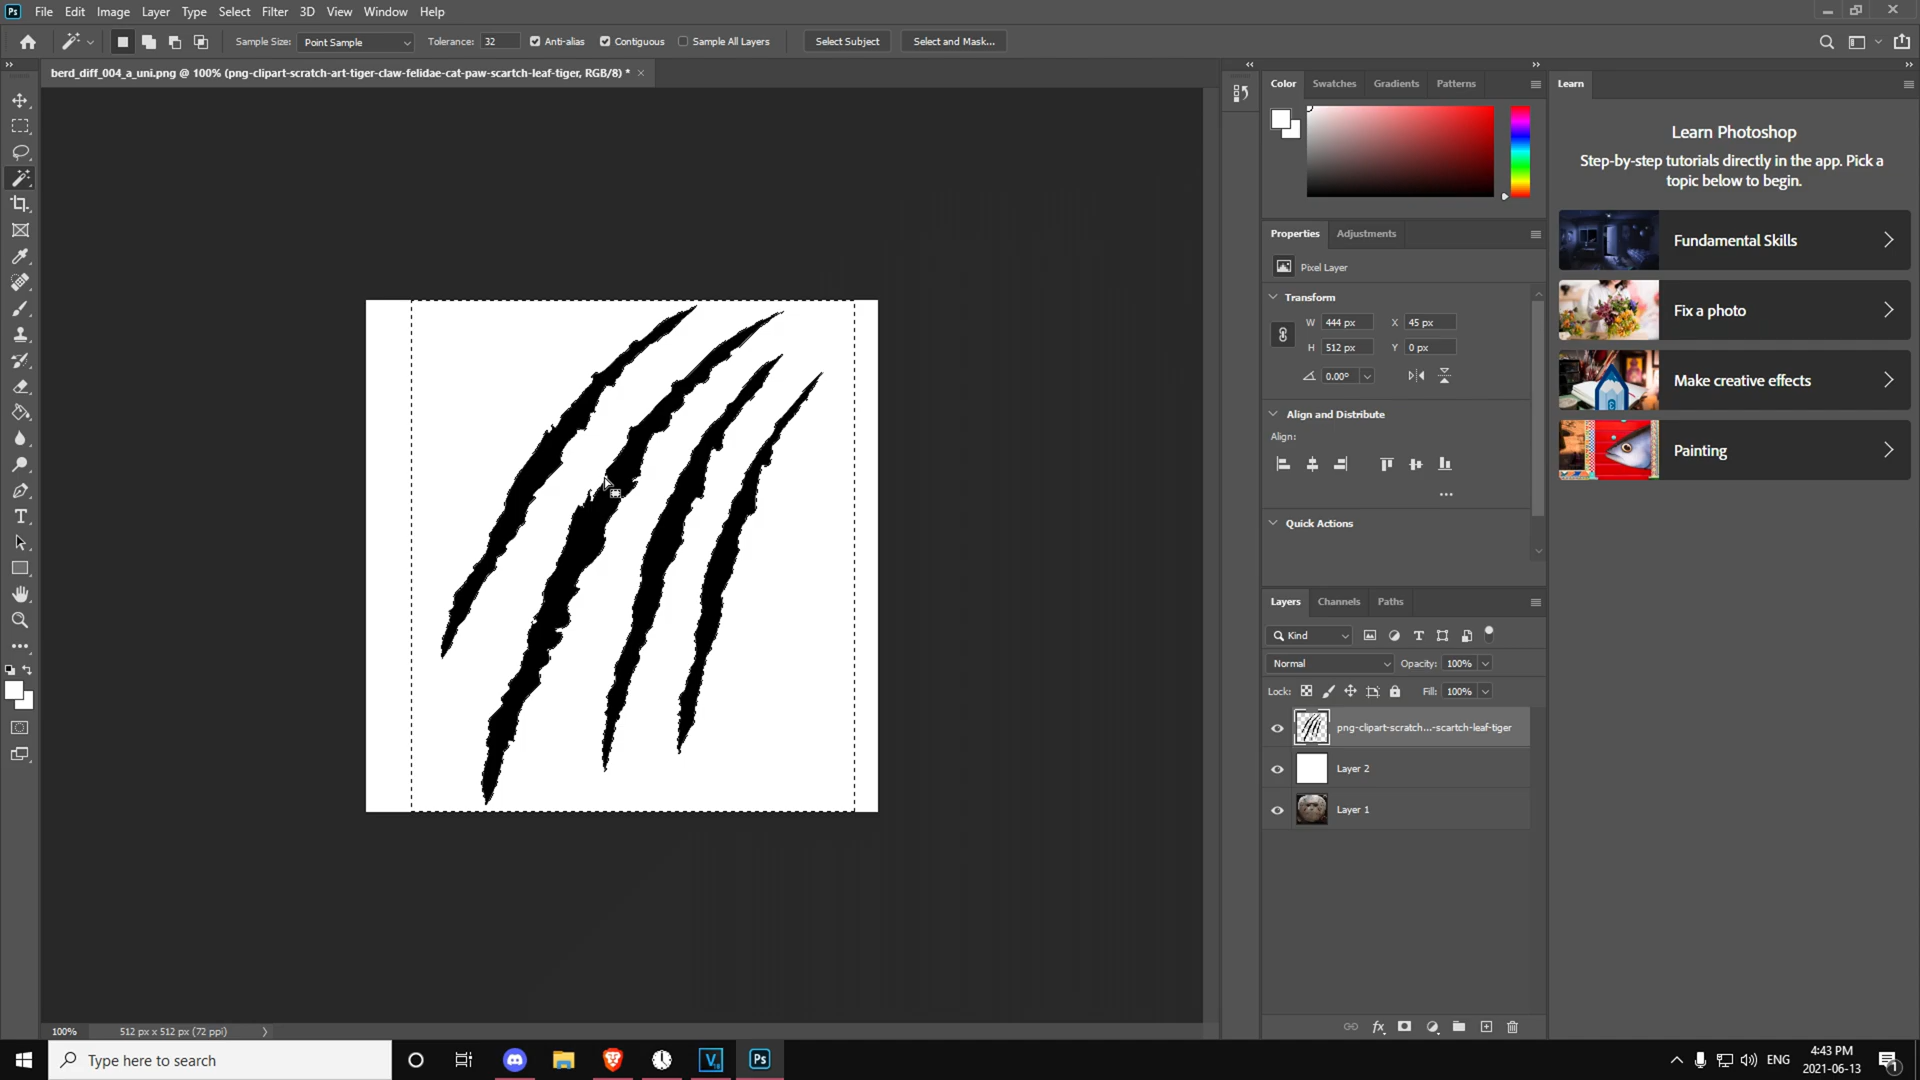 Ps File Edit Image Layer Type Select Filter 3D View Window Help
Sample Size: Point Sample Tolerance: 32 Anti-alias Contiguous Sample All Layers Select Subject Select and Mask...
berd_diff_004_a_uni.png @ 100% (png-clipart-scratch-art-tiger-claw-felidae-cat-paw-scartch-leaf-tiger, RGB/8) * ×
Color Swatches Gradients Patterns
Learn
Learn Photoshop
Step-by-step tutorials directly in the app. Pick a
topic below to begin.
Fundamental Skills
Fix a photo
Make creative effects
Painting
Properties Adjustments
Pixel Layer
Transform
W 444 px X 45 px
H 512 px Y 0 px
0.00°
Align and Distribute
Align:
Quick Actions
Layers Channels Paths
Kind
Normal Opacity: 100%
Lock: Fill: 100%
png-clipart-scratch...-scartch-leaf-tiger
Layer 2
Layer 1
100% 512 px x 512 px (72 ppi)
Type here to search
Ps
ENG
4:43 PM
2021-06-13
1